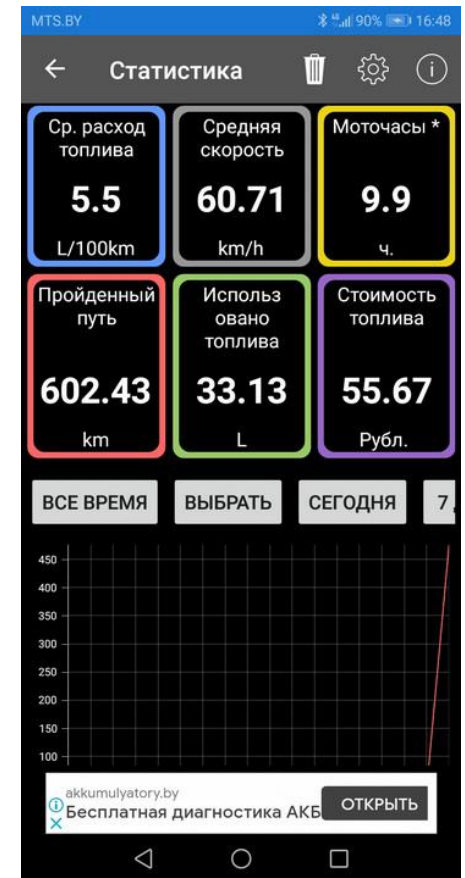 MTS.BY 4G 90% 16:48
Статистика
Ср. расход
топлива
5.5
L/100km
Средняя
скорость
60.71
km/h
Моточасы *
9.9
ч.
Пройденный
путь
602.43
km
Использ
овано
топлива
33.13
L
Стоимость
топлива
55.67
Рубл.
ВСЕ ВРЕМЯ
ВЫБРАТЬ
СЕГОДНЯ
7
450
400
350
300
250
200
150
100
akkumulyatory.by
Бесплатная диагностика АКБ
ОТКРЫТЬ